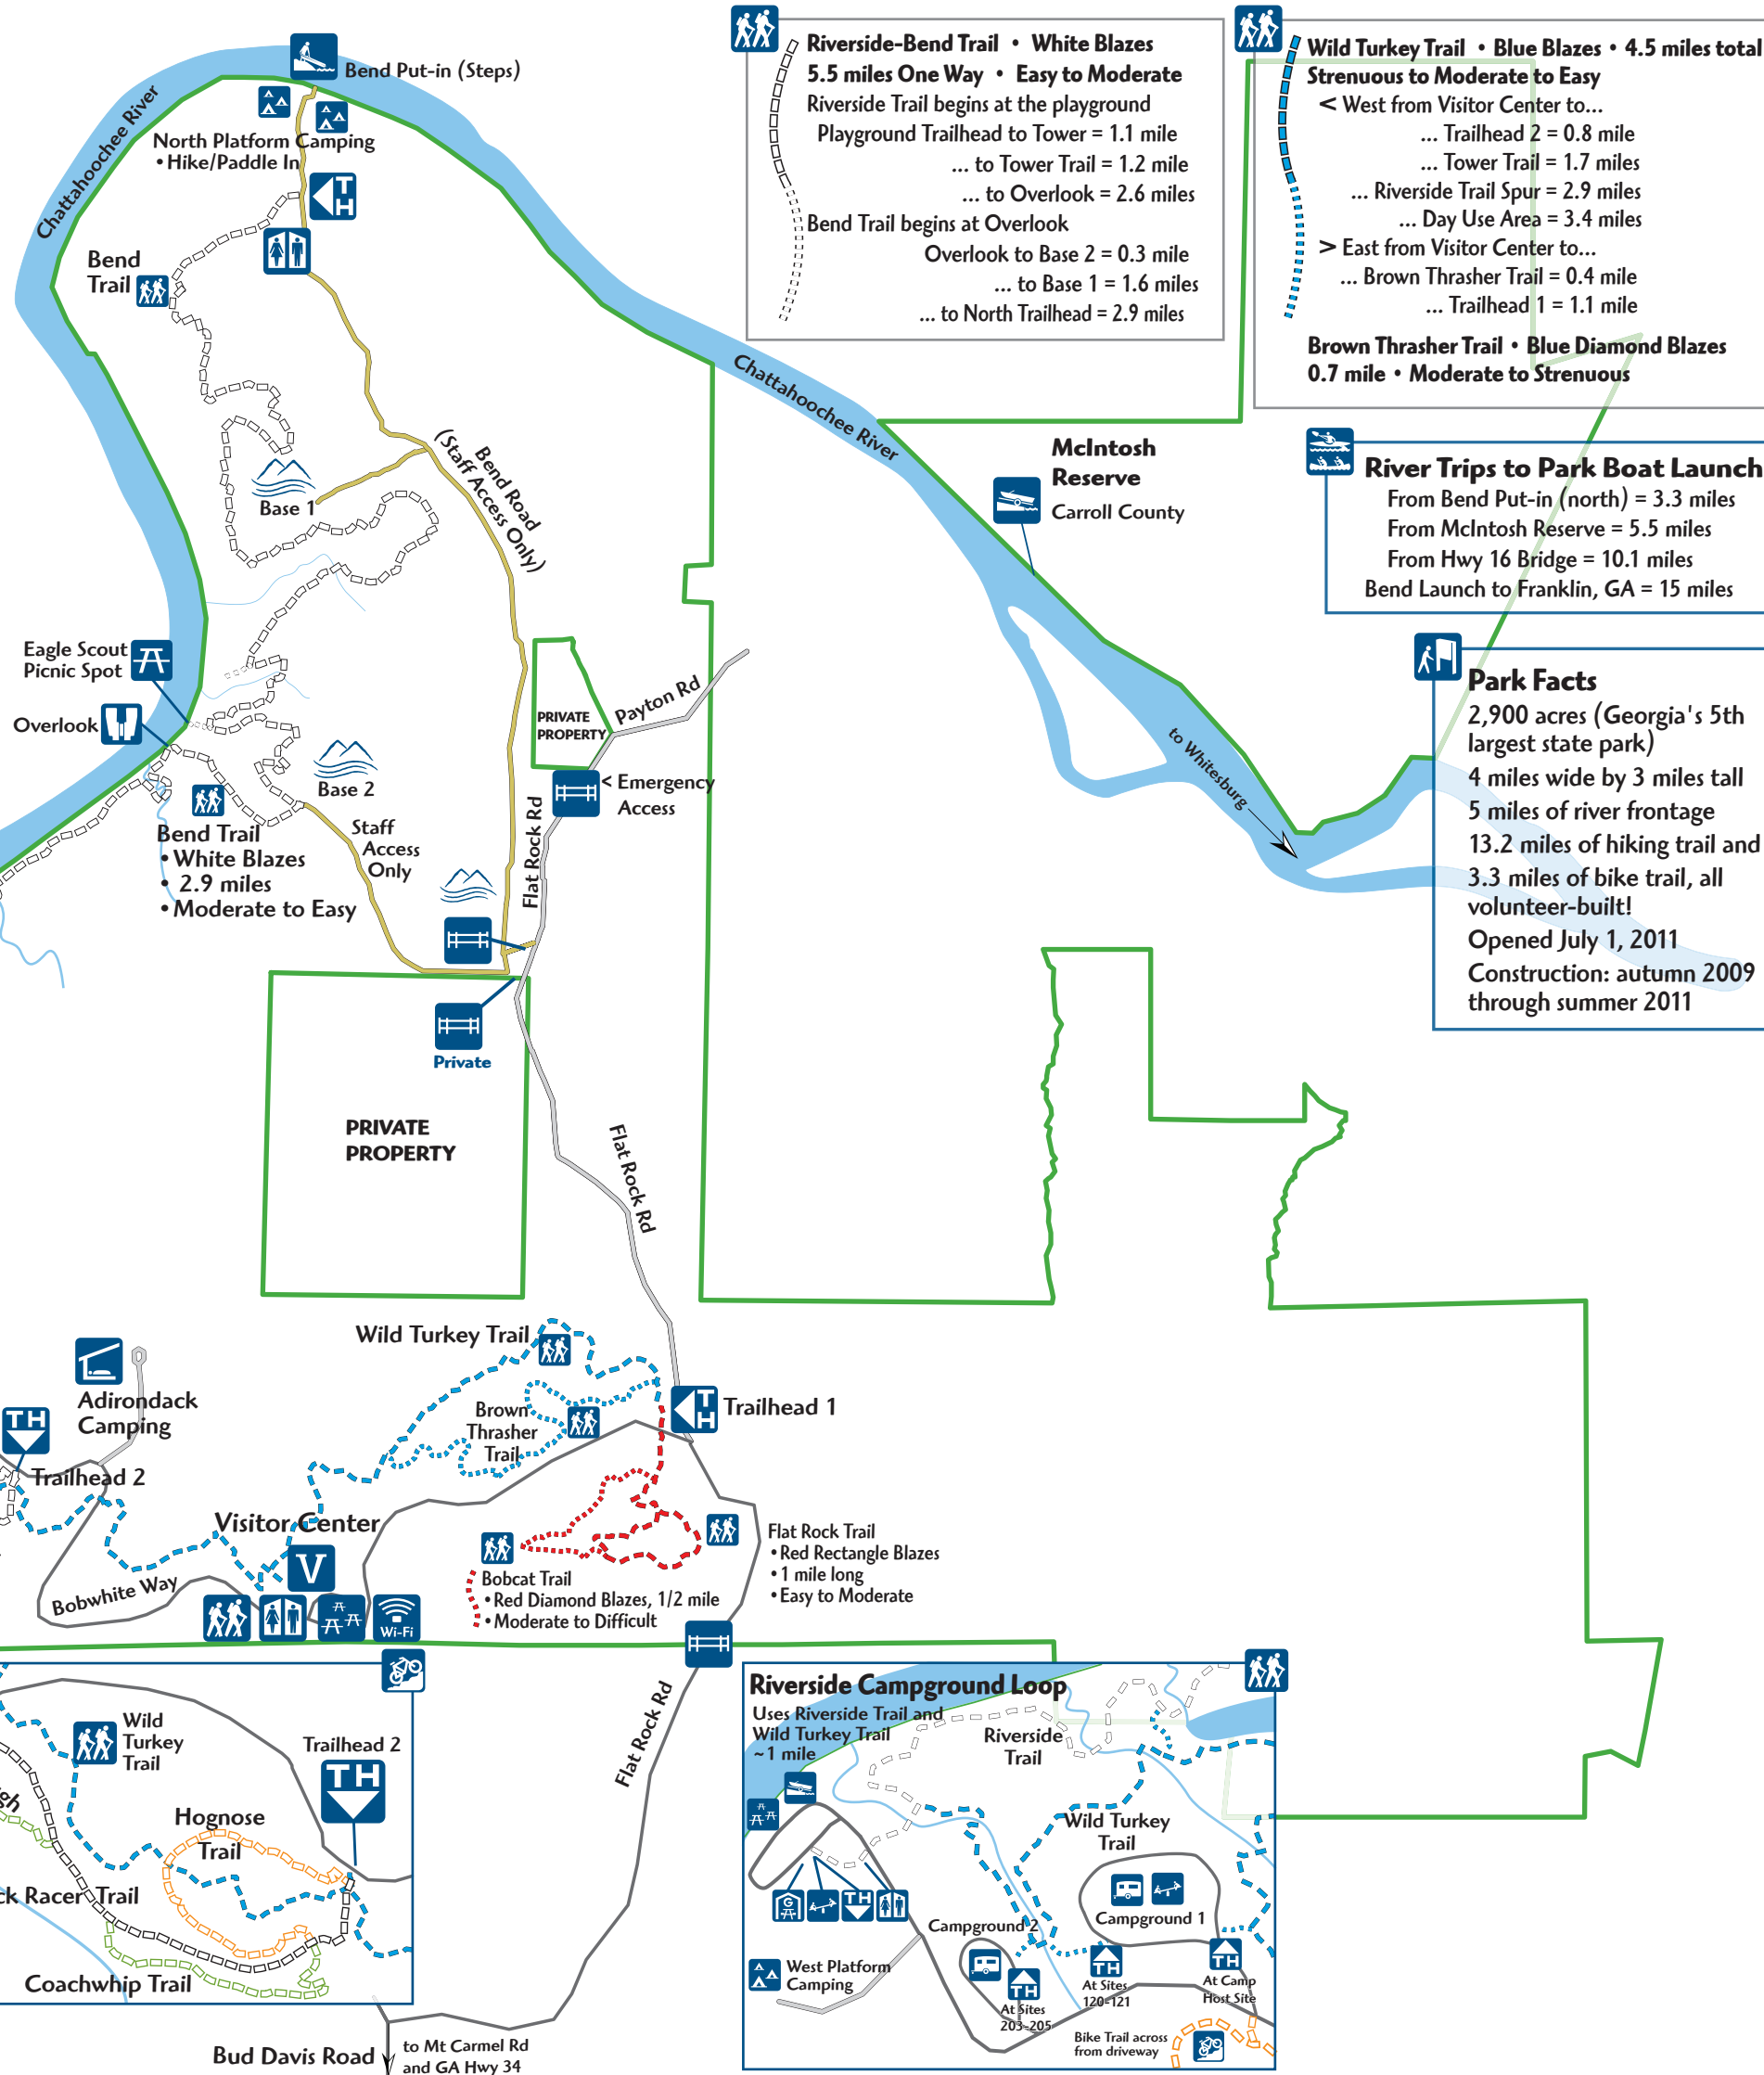 Bend Put-in (Steps)
Chattahoochee River
North Platform Camping
• Hike/Paddle In
TH
Bend
Trail
Base 1
Bend Road
(Staff Access Only)
Riverside-Bend Trail • White Blazes
5.5 miles One Way • Easy to Moderate
Riverside Trail begins at the playground
Playground Trailhead to Tower = 1.1 mile
... to Tower Trail = 1.2 mile
... to Overlook = 2.6 miles
Bend Trail begins at Overlook
Overlook to Base 2 = 0.3 mile
... to Base 1 = 1.6 miles
... to North Trailhead = 2.9 miles
Wild Turkey Trail • Blue Blazes • 4.5 miles total
Strenuous to Moderate to Easy
< West from Visitor Center to...
... Trailhead 2 = 0.8 mile
... Tower Trail = 1.7 miles
... Riverside Trail Spur = 2.9 miles
... Day Use Area = 3.4 miles
> East from Visitor Center to...
... Brown Thrasher Trail = 0.4 mile
... Trailhead 1 = 1.1 mile
Brown Thrasher Trail • Blue Diamond Blazes
0.7 mile • Moderate to Strenuous
Chattahoochee River
McIntosh
Reserve
Carroll County
River Trips to Park Boat Launch
From Bend Put-in (north) = 3.3 miles
From McIntosh Reserve = 5.5 miles
From Hwy 16 Bridge = 10.1 miles
Bend Launch to Franklin, GA = 15 miles
Eagle Scout
Picnic Spot
Overlook
Base 2
Bend Trail
• White Blazes
• 2.9 miles
• Moderate to Easy
Staff
Access
Only
PRIVATE
PROPERTY
Payton Rd
< Emergency
Access
Flat Rock Rd
to Whitesburg
Park Facts
2,900 acres (Georgia's 5th
largest state park)
4 miles wide by 3 miles tall
5 miles of river frontage
13.2 miles of hiking trail and
3.3 miles of bike trail, all
volunteer-built!
Opened July 1, 2011
Construction: autumn 2009
through summer 2011
Private
PRIVATE
PROPERTY
Flat Rock Rd
Wild Turkey Trail
Adirondack
Camping
TH
Trailhead 2
Brown
Thrasher
Trail
TH
Trailhead 1
Visitor Center
V
Bobwhite Way
Wi-Fi
Bobcat Trail
• Red Diamond Blazes, 1/2 mile
• Moderate to Difficult
Flat Rock Trail
• Red Rectangle Blazes
• 1 mile long
• Easy to Moderate
Flat Rock Rd
Wild
Turkey
Trail
Trailhead 2
TH
gh
Hognose
Trail
ck Racer Trail
Coachwhip Trail
Bud Davis Road
to Mt Carmel Rd
and GA Hwy 34
Riverside Campground Loop
Uses Riverside Trail and
Wild Turkey Trail
~1 mile
Riverside
Trail
Wild Turkey
Trail
G
TH
Campground 2
Campground 1
West Platform
Camping
TH
At Sites
203-205
TH
At Sites
120-121
TH
At Camp
Host Site
Bike Trail across
from driveway